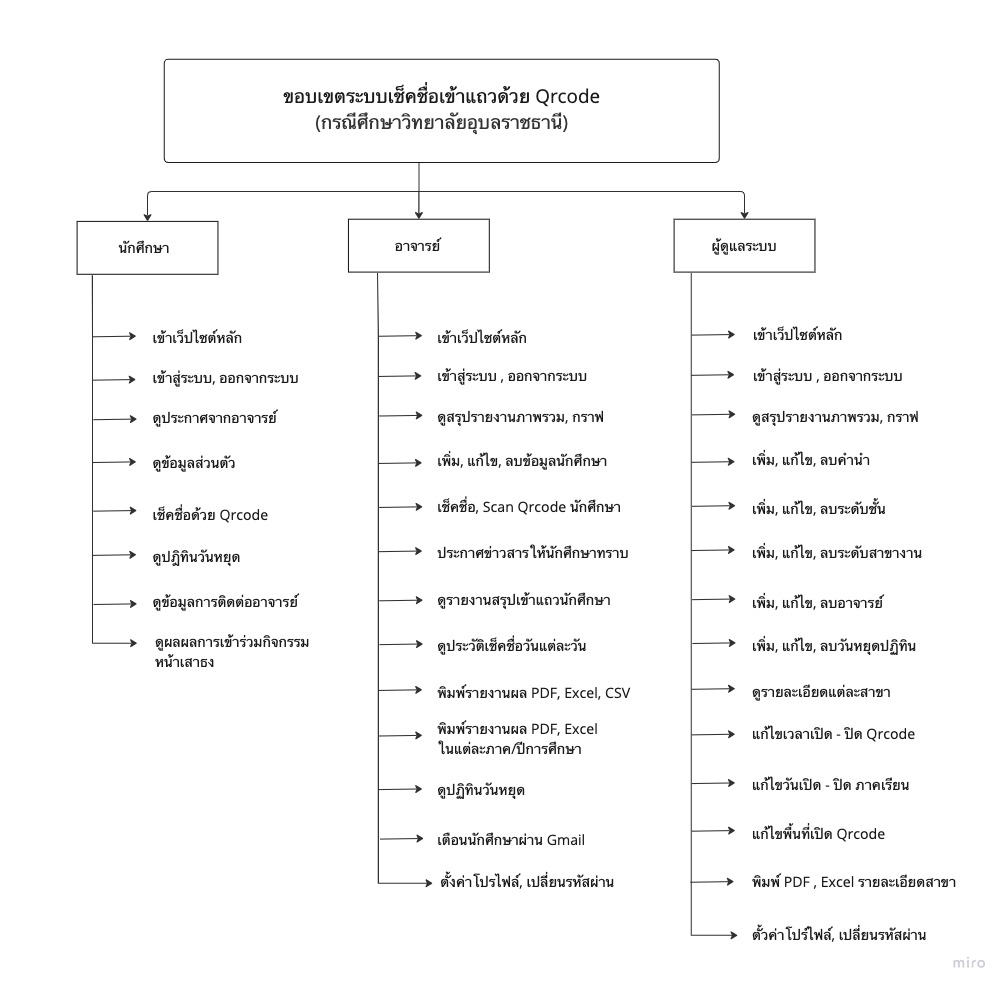 ขอบเขตระบบเช็คชื่อเข้าแถวด้วย Qrcode
(กรณีศึกษาวิทยาลัยอุบลราชธานี)
นักศึกษา
เข้าเว็ปไซต์หลัก
เข้าสู่ระบบ, ออกจากระบบ
ดูประกาศจากอาจารย์
ดูข้อมูลส่วนตัว
เช็คชื่อด้วย Qrcode
ดูปฎิทินวันหยุด
ดูข้อมูลการติดต่ออาจารย์
ดูผลผลการเข้าร่วมกิจกรรม
หน้าเสาธง
อาจารย์
เข้าเว็ปไซต์หลัก
เข้าสู่ระบบ , ออกจากระบบ
ดูสรุปรายงานภาพรวม, กราฟ
เพิ่ม, แก้ไข, ลบข้อมูลนักศึกษา
เช็คชื่อ, Scan Qrcode นักศึกษา
ประกาศข่าวสารให้นักศึกษาทราบ
ดูรายงานสรุปเข้าแถวนักศึกษา
ดูประวัติเช็คชื่อวันแต่ละวัน
พิมพ์รายงานผล PDF, Excel, CSV
พิมพ์รายงานผล PDF, Excel
ในแต่ละภาค/ปีการศึกษา
ดูปฏิทินวันหยุด
เตือนนักศึกษาผ่าน Gmail
ตั้งค่าโปรไฟล์, เปลี่ยนรหัสผ่าน
ผู้ดูแลระบบ
เข้าเว็ปไซต์หลัก
เข้าสู่ระบบ , ออกจากระบบ
ดูสรุปรายงานภาพรวม, กราฟ
เพิ่ม, แก้ไข, ลบคำนำ
เพิ่ม, แก้ไข, ลบระดับชั้น
เพิ่ม, แก้ไข, ลบระดับสาขางาน
เพิ่ม, แก้ไข, ลบอาจารย์
เพิ่ม, แก้ไข, ลบวันหยุดปฏิทิน
ดูรายละเอียดแต่ละสาขา
แก้ไขเวลาเปิด - ปิด Qrcode
แก้ไขวันเปิด - ปิด ภาคเรียน
แก้ไขพื้นที่เปิด Qrcode
พิมพ์ PDF , Excel รายละเอียดสาขา
ตั้วค่าโปร์ไฟล์, เปลี่ยนรหัสผ่าน
miro